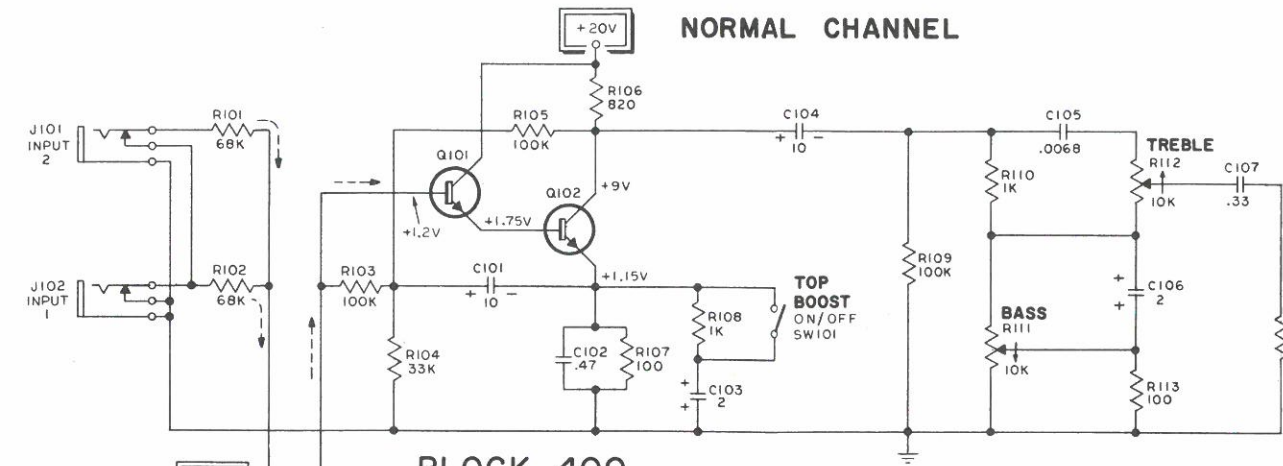 NORMAL CHANNEL
+20V
R106
820
R105
100K
C104
+ 10 −
C105
.0068
TREBLE
R112
10K
C107
.33
J101
INPUT
2
R101
68K
Q101
Q102
+9V
R110
1K
+1.2V
+1.75V
+1.15V
J102
INPUT
1
R102
68K
R103
100K
C101
+ 10 −
R109
100K
TOP
BOOST
ON/OFF
SW101
R108
1K
+
C106
2
+
BASS
R111
10K
R104
33K
C102
.47
R107
100
+
C103
2
+
R113
100